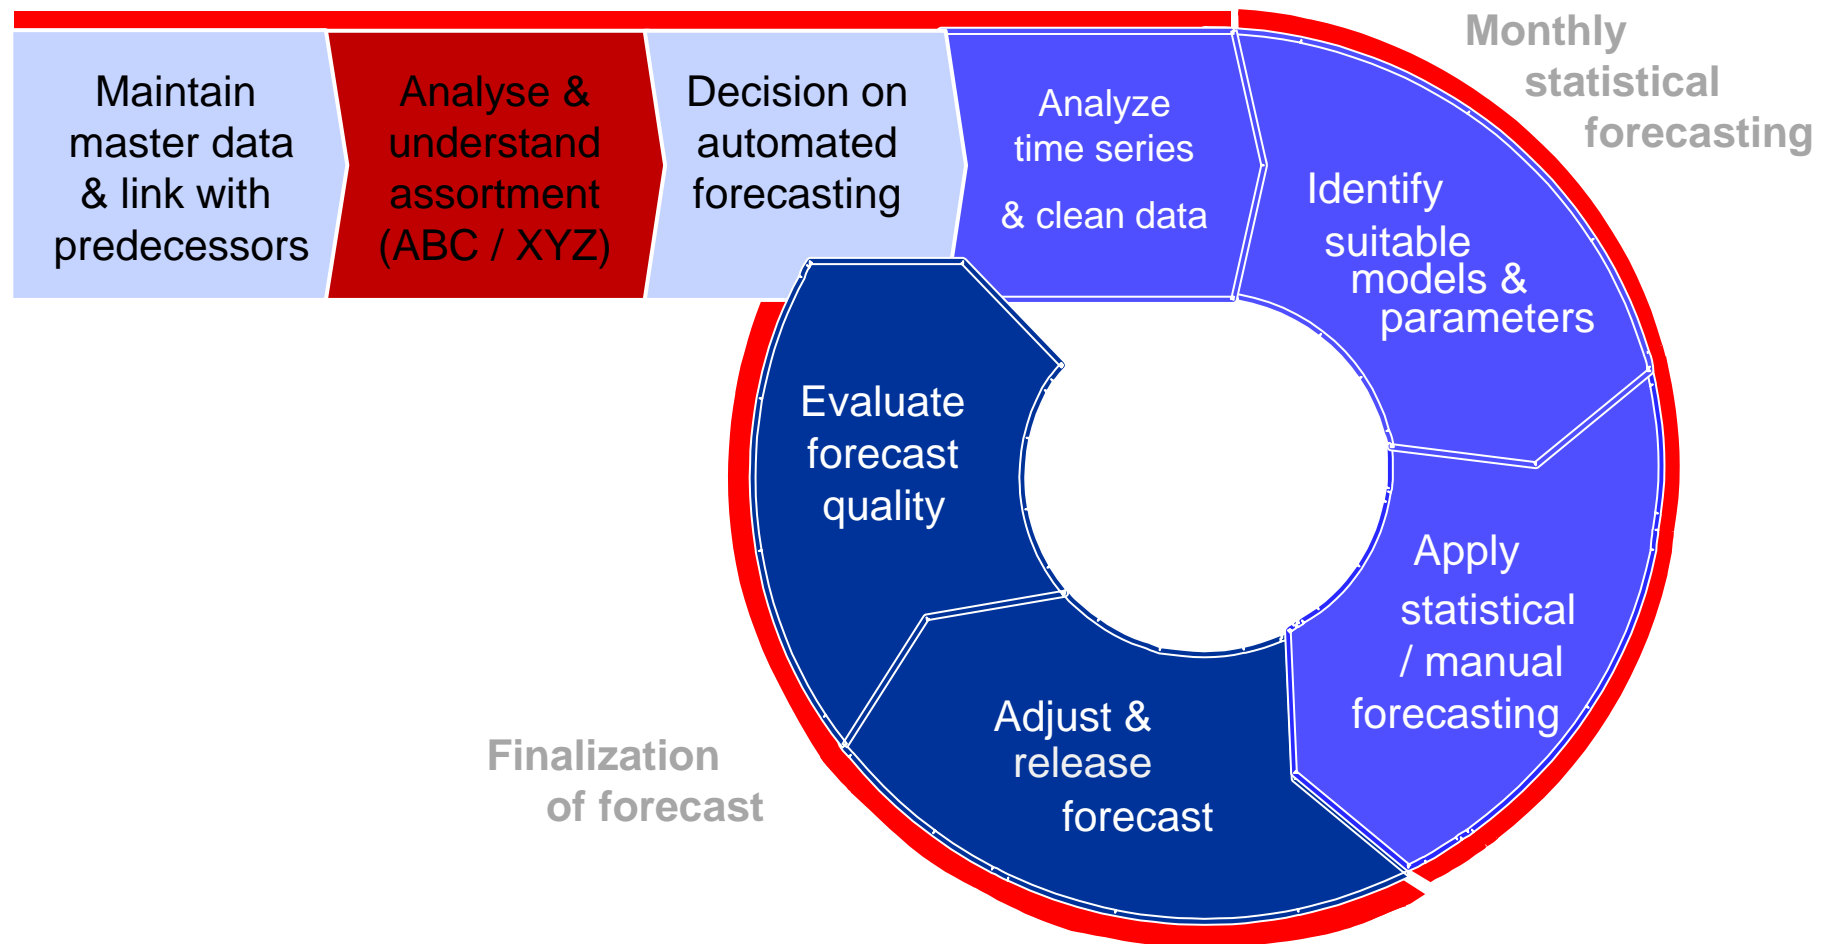 Maintain
master data
& link with
predecessors
Analyse &
understand
assortment
(ABC / XYZ)
Decision on
automated
forecasting
Analyze
time series
& clean data
Monthly
statistical
forecasting
Identify
suitable
models &
parameters
Apply
statistical
/ manual
forecasting
Adjust &
release
forecast
Evaluate
forecast
quality
Finalization
of forecast